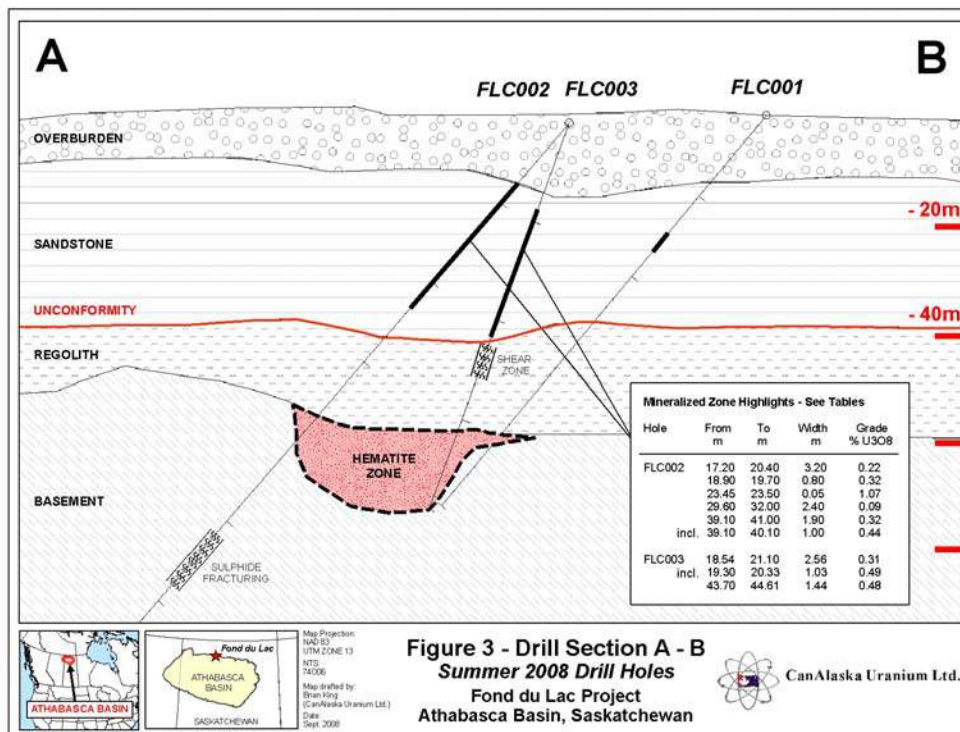 A
B
FLC002 FLC003 FLC001
OVERBURDEN
- 20m
SANDSTONE
UNCONFORMITY
- 40m
REGOLITH
SHEAR
ZONE
HEMATITE
ZONE
BASEMENT
SULPHIDE
FRACTURING
Mineralized Zone Highlights - See Tables
Hole From To Width Grade
m m m % U3O8
FLC002 17.20 20.40 3.20 0.22
18.90 19.70 0.80 0.32
23.45 23.50 0.05 1.07
29.60 32.00 2.40 0.09
39.10 41.00 1.90 0.32
incl. 39.10 40.10 1.00 0.44
FLC003 18.54 21.10 2.56 0.31
incl. 19.30 20.33 1.03 0.49
43.70 44.61 1.44 0.48
ATHABASCA BASIN
Fond du Lac
ATHABASCA
BASIN
SASKATCHEWAN
Map Projection:
NAD 83
UTM ZONE 13
NTS:
74O06
Map drafted by:
Brian King
(CanAlaska Uranium Ltd.)
Date:
Sept. 2008
Figure 3 - Drill Section A - B
Summer 2008 Drill Holes
Fond du Lac Project
Athabasca Basin, Saskatchewan
CanAlaska Uranium Ltd.